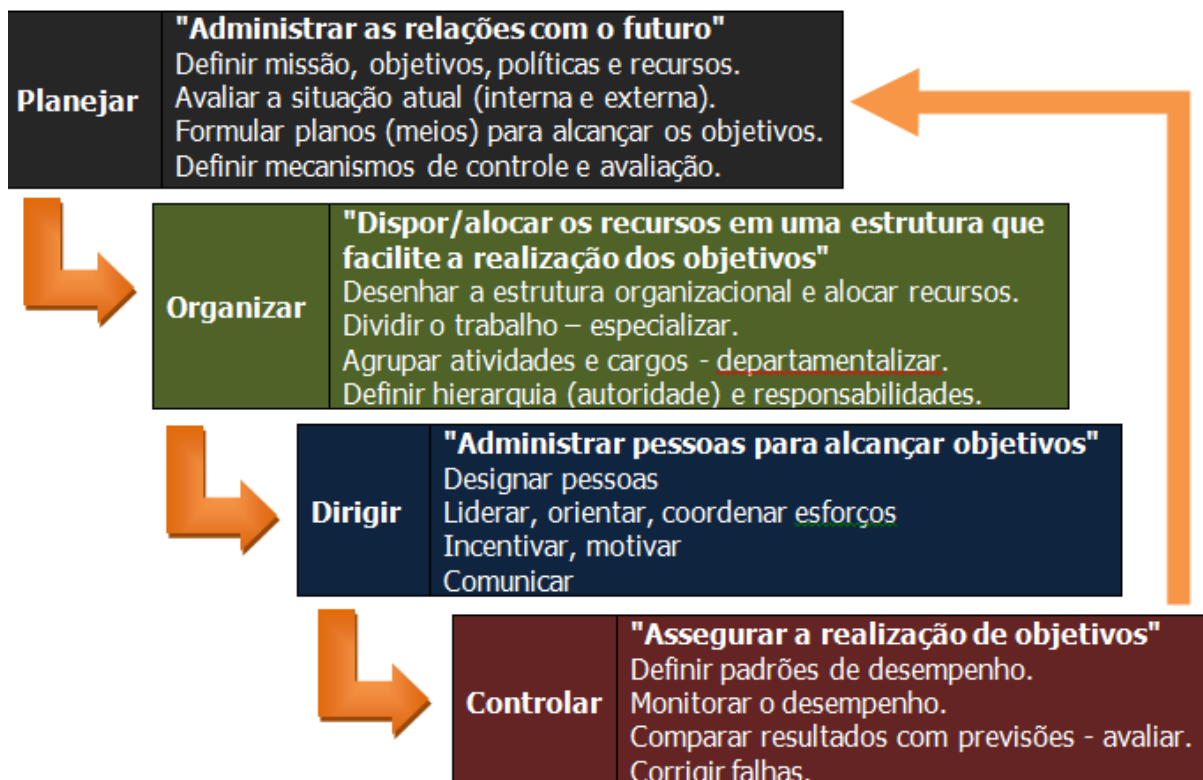 Planejar
"Administrar as relações com o futuro"
Definir missão, objetivos, políticas e recursos.
Avaliar a situação atual (interna e externa).
Formular planos (meios) para alcançar os objetivos.
Definir mecanismos de controle e avaliação.
Organizar
"Dispor/alocar os recursos em uma estrutura que
facilite a realização dos objetivos"
Desenhar a estrutura organizacional e alocar recursos.
Dividir o trabalho – especializar.
Agrupar atividades e cargos - departamentalizar.
Definir hierarquia (autoridade) e responsabilidades.
Dirigir
"Administrar pessoas para alcançar objetivos"
Designar pessoas
Liderar, orientar, coordenar esforços
Incentivar, motivar
Comunicar
Controlar
"Assegurar a realização de objetivos"
Definir padrões de desempenho.
Monitorar o desempenho.
Comparar resultados com previsões - avaliar.
Corrigir falhas.